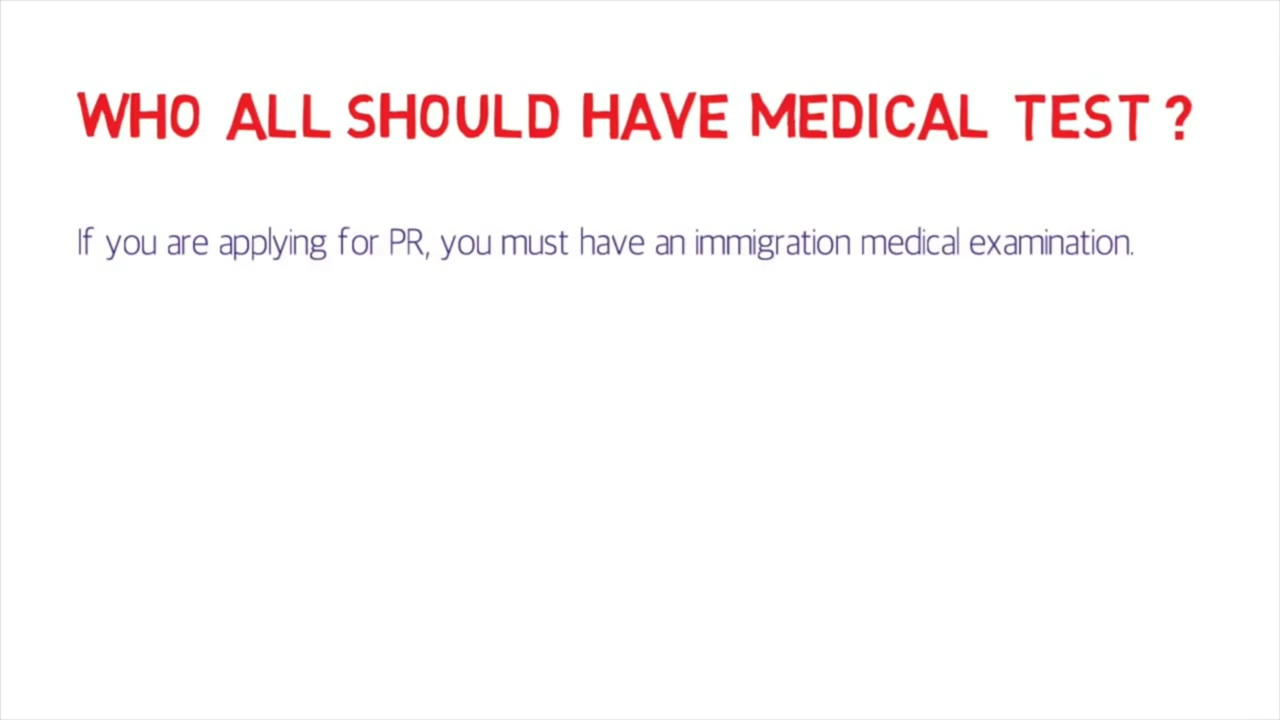 WHO ALL SHOULD HAVE MEDICAL TEST ?
If you are applying for PR, you must have an immigration medical examination.